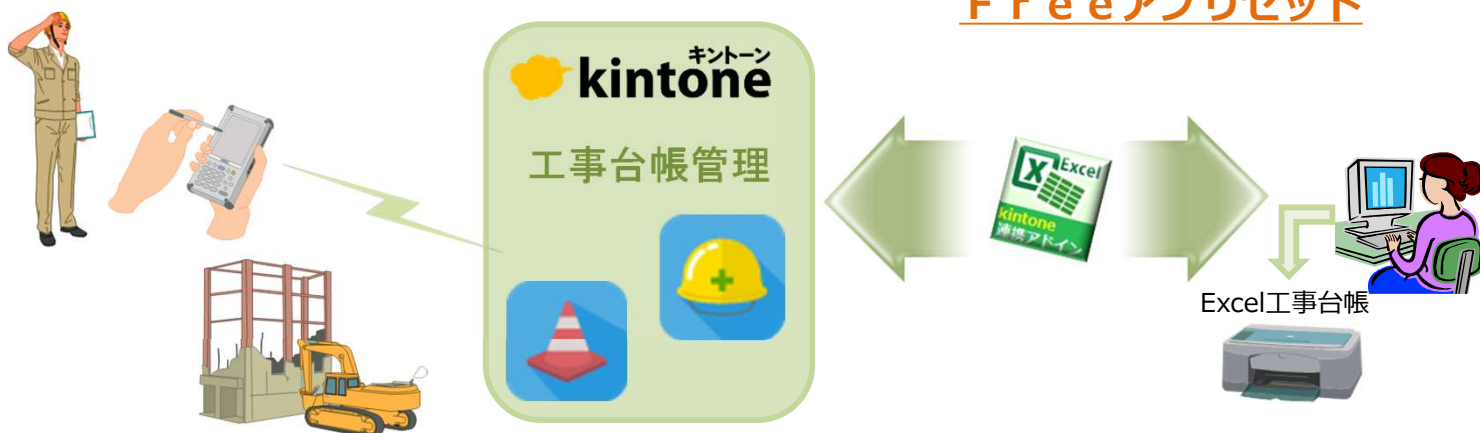 Ｆｒｅｅアプリセット
キントーン
kintone
工事台帳管理
Excel
kintone
連携アドイン
Excel工事台帳